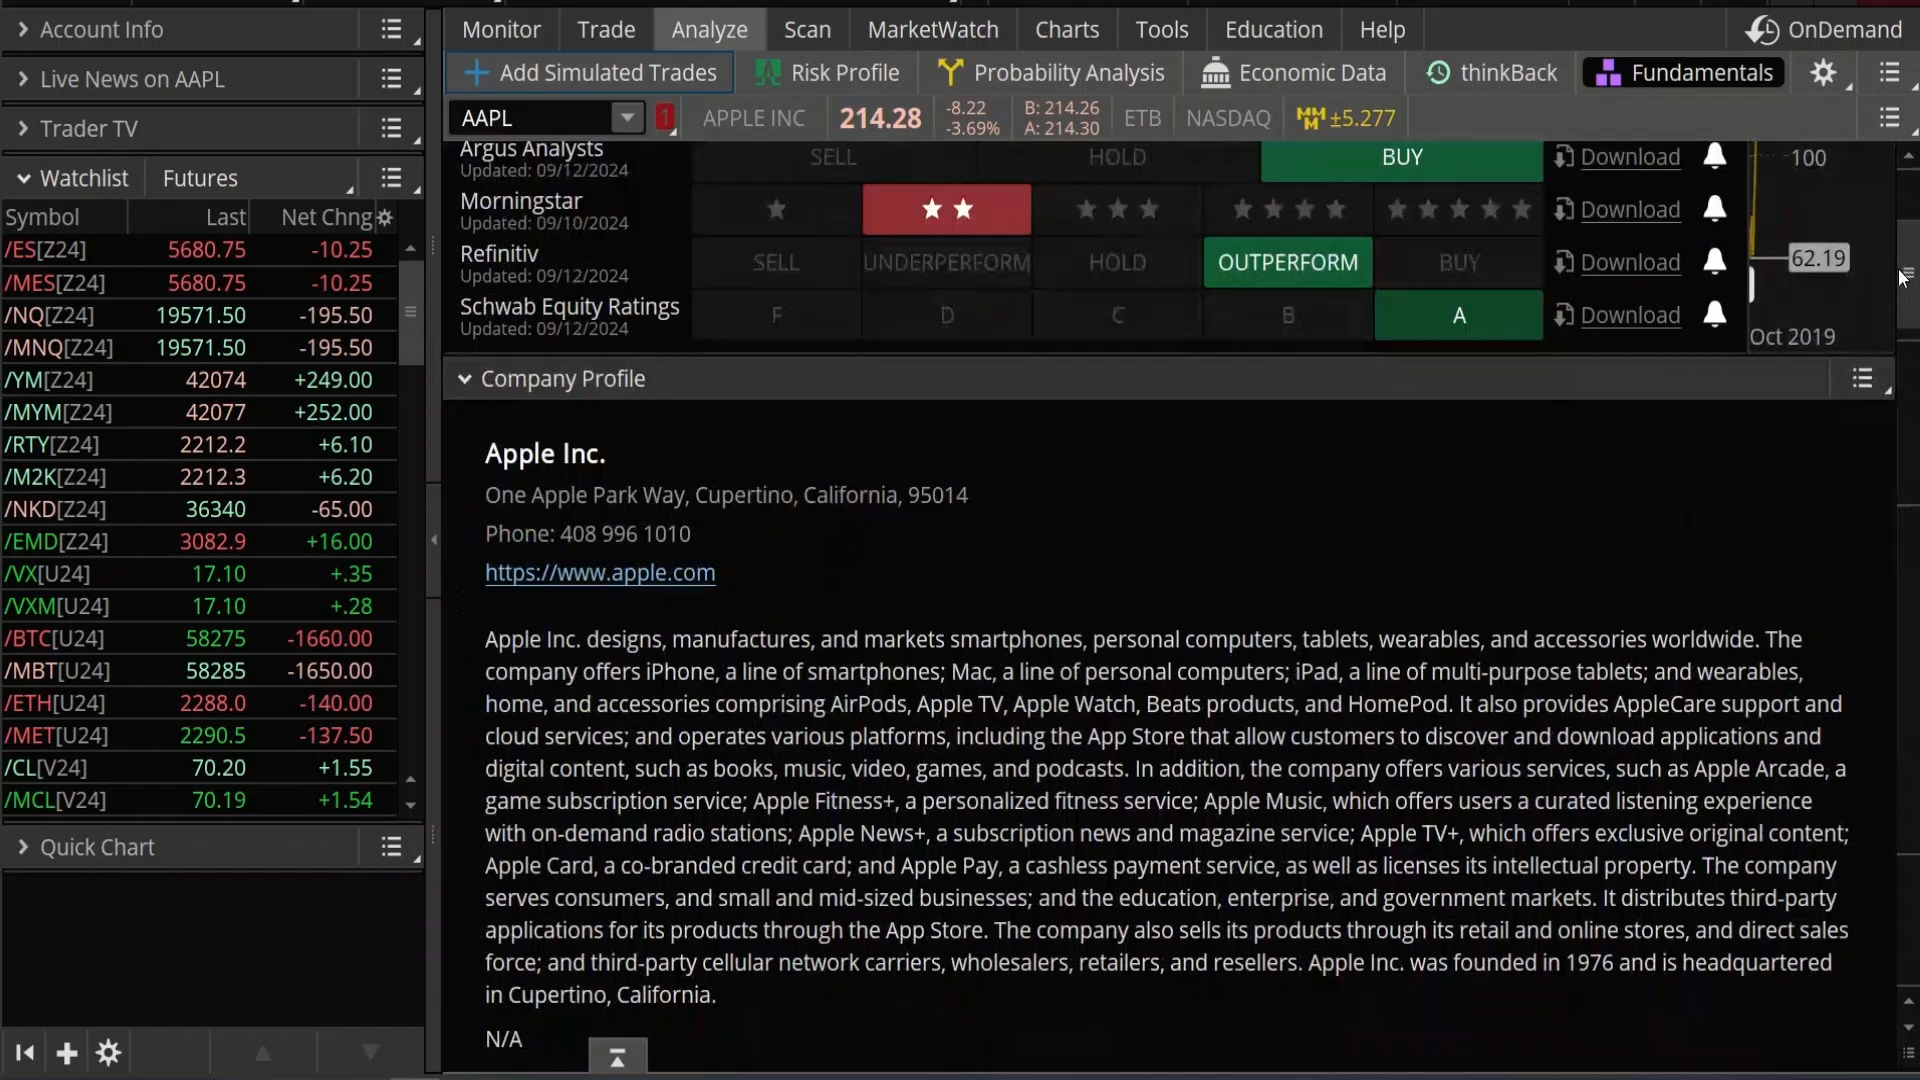 Account Info
Live News on AAPL
Trader TV
Watchlist Futures
Symbol Last Net Chng
/ES[Z24] 5680.75 -10.25
/MES[Z24] 5680.75 -10.25
/NQ[Z24] 19571.50 -195.50
/MNQ[Z24] 19571.50 -195.50
/YM[Z24] 42074 +249.00
/MYM[Z24] 42077 +252.00
/RTY[Z24] 2212.2 +6.10
/M2K[Z24] 2212.3 +6.20
/NKD[Z24] 36340 -65.00
/EMD[Z24] 3082.9 +16.00
/VX[U24] 17.10 +.35
/VXM[U24] 17.10 +.28
/BTC[U24] 58275 -1660.00
/MBT[U24] 58285 -1650.00
/ETH[U24] 2288.0 -140.00
/MET[U24] 2290.5 -137.50
/CL[V24] 70.20 +1.55
/MCL[V24] 70.19 +1.54
Quick Chart
Monitor Trade Analyze Scan MarketWatch Charts Tools Education Help OnDemand
Add Simulated Trades Risk Profile Probability Analysis Economic Data thinkBack Fundamentals
AAPL 1 APPLE INC 214.28 -8.22 -3.69% B: 214.26 A: 214.30 ETB NASDAQ MMM ±5.277
Argus Analysts SELL HOLD BUY Download
Updated: 09/12/2024
Morningstar Download
Updated: 09/10/2024
Refinitiv SELL UNDERPERFORM HOLD OUTPERFORM BUY Download
Updated: 09/12/2024
Schwab Equity Ratings F D C B A Download
Updated: 09/12/2024
100
62.19
Oct 2019
Company Profile
Apple Inc.
One Apple Park Way, Cupertino, California, 95014
Phone: 408 996 1010
https://www.apple.com
Apple Inc. designs, manufactures, and markets smartphones, personal computers, tablets, wearables, and accessories worldwide. The
company offers iPhone, a line of smartphones; Mac, a line of personal computers; iPad, a line of multi-purpose tablets; and wearables,
home, and accessories comprising AirPods, Apple TV, Apple Watch, Beats products, and HomePod. It also provides AppleCare support and
cloud services; and operates various platforms, including the App Store that allow customers to discover and download applications and
digital content, such as books, music, video, games, and podcasts. In addition, the company offers various services, such as Apple Arcade, a
game subscription service; Apple Fitness+, a personalized fitness service; Apple Music, which offers users a curated listening experience
with on-demand radio stations; Apple News+, a subscription news and magazine service; Apple TV+, which offers exclusive original content;
Apple Card, a co-branded credit card; and Apple Pay, a cashless payment service, as well as licenses its intellectual property. The company
serves consumers, and small and mid-sized businesses; and the education, enterprise, and government markets. It distributes third-party
applications for its products through the App Store. The company also sells its products through its retail and online stores, and direct sales
force; and third-party cellular network carriers, wholesalers, retailers, and resellers. Apple Inc. was founded in 1976 and is headquartered
in Cupertino, California.
N/A